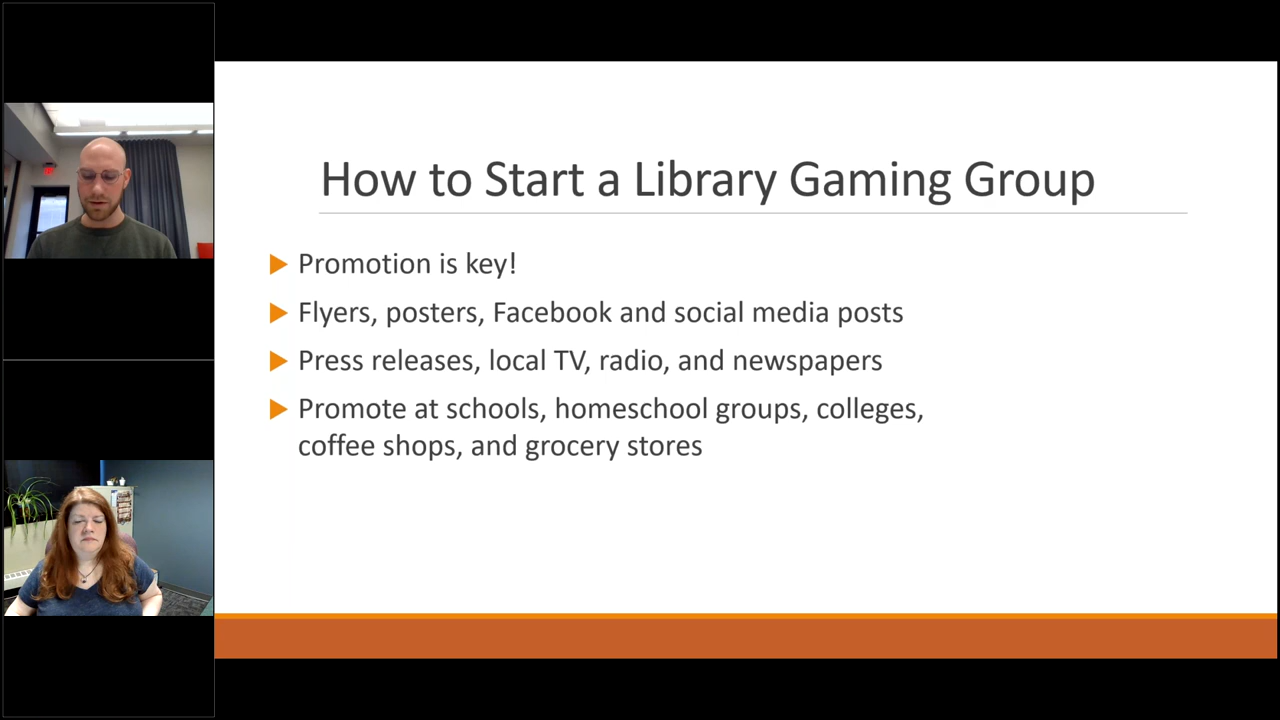 How to Start a Library Gaming Group
Promotion is key!
Flyers, posters, Facebook and social media posts
Press releases, local TV, radio, and newspapers
Promote at schools, homeschool groups, colleges,
coffee shops, and grocery stores